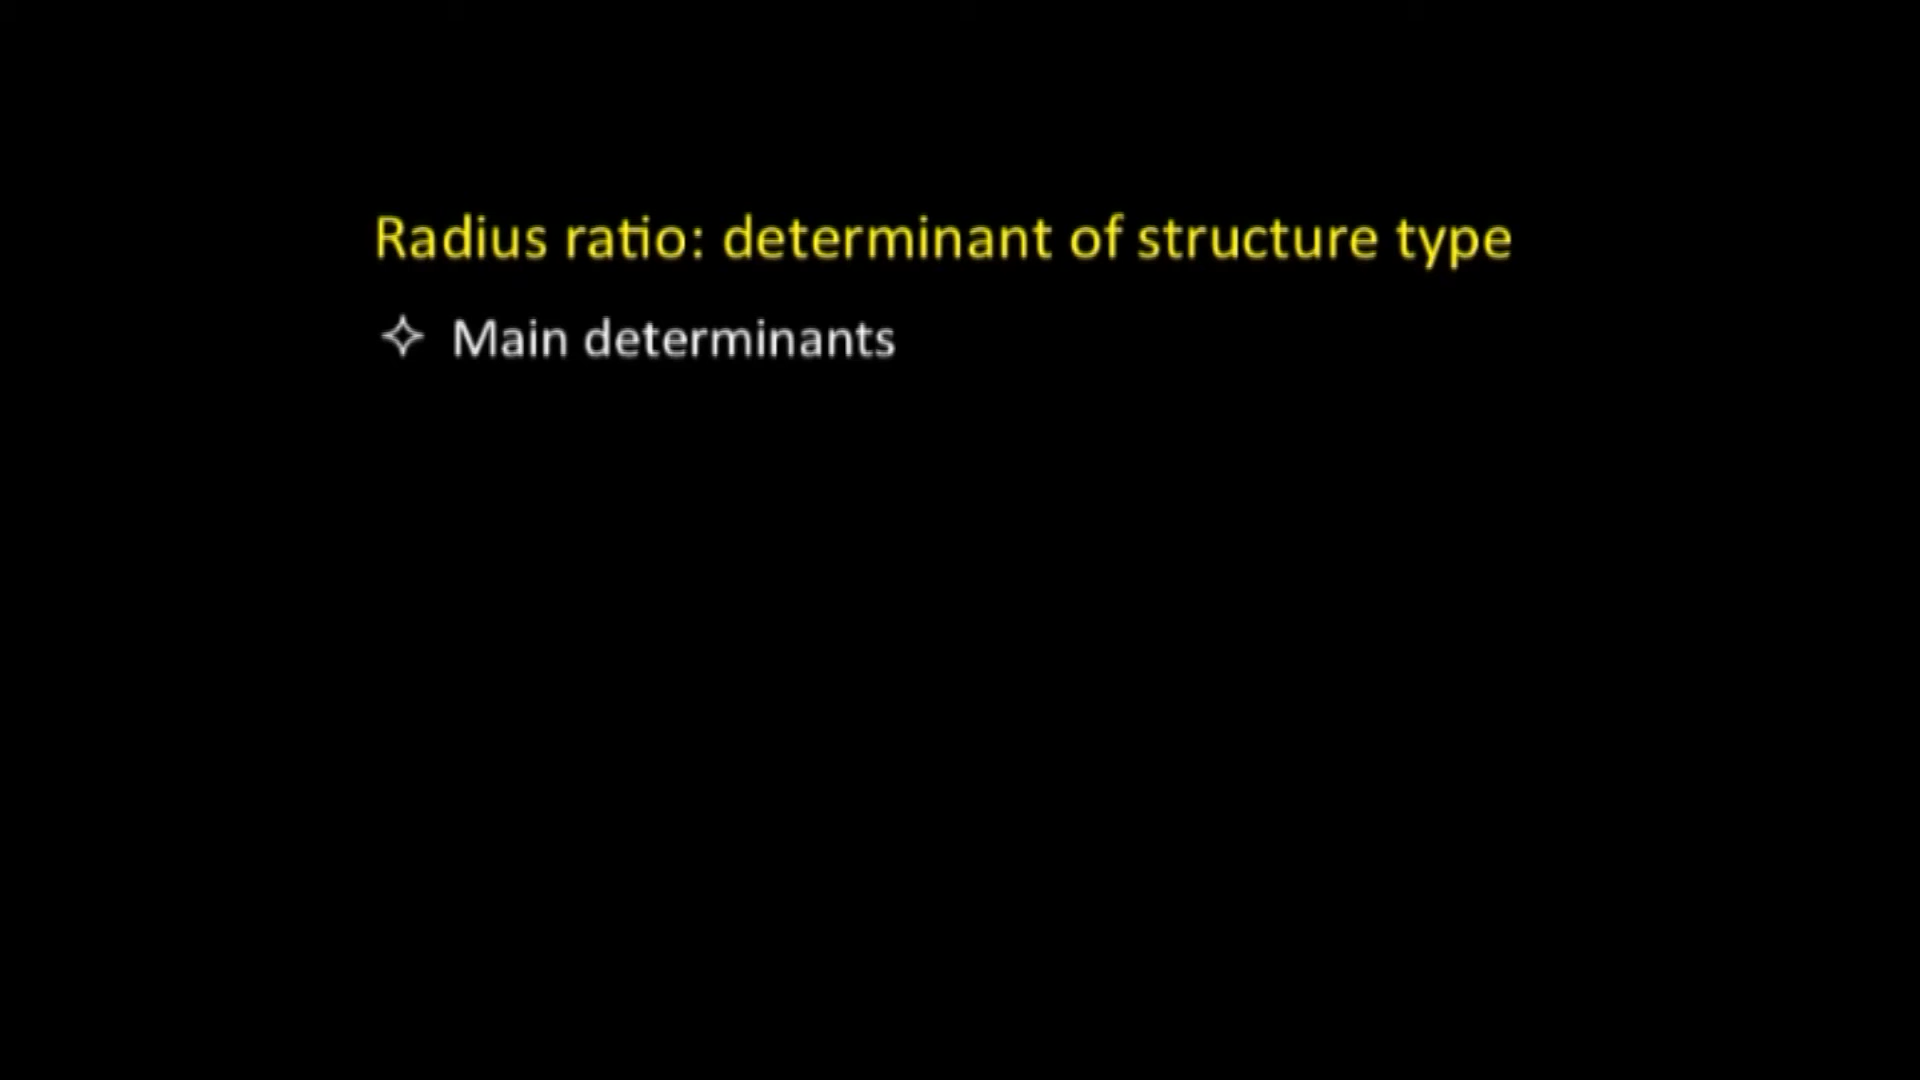 Radius ratio: determinant of structure type
✧ Main determinants